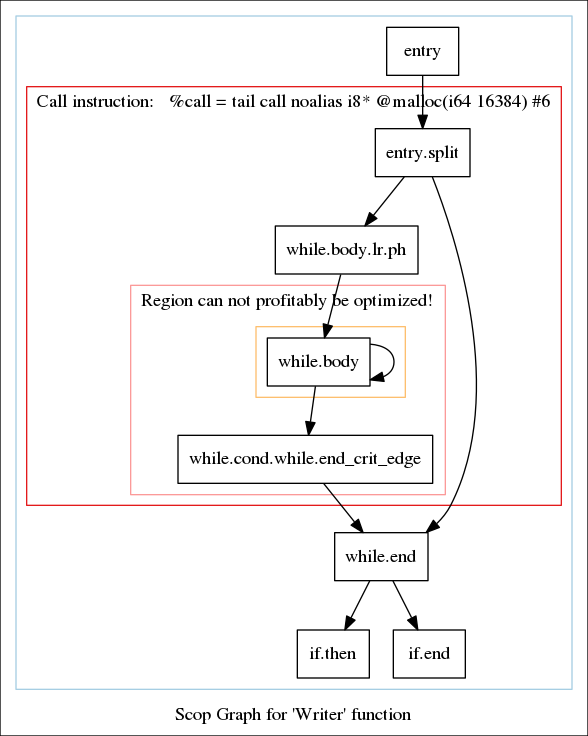 entry
Call instruction:   %call = tail call noalias i8* @malloc(i64 16384) #6
entry.split
while.body.lr.ph
Region can not profitably be optimized!
while.body
while.cond.while.end_crit_edge
while.end
if.then
if.end
Scop Graph for 'Writer' function